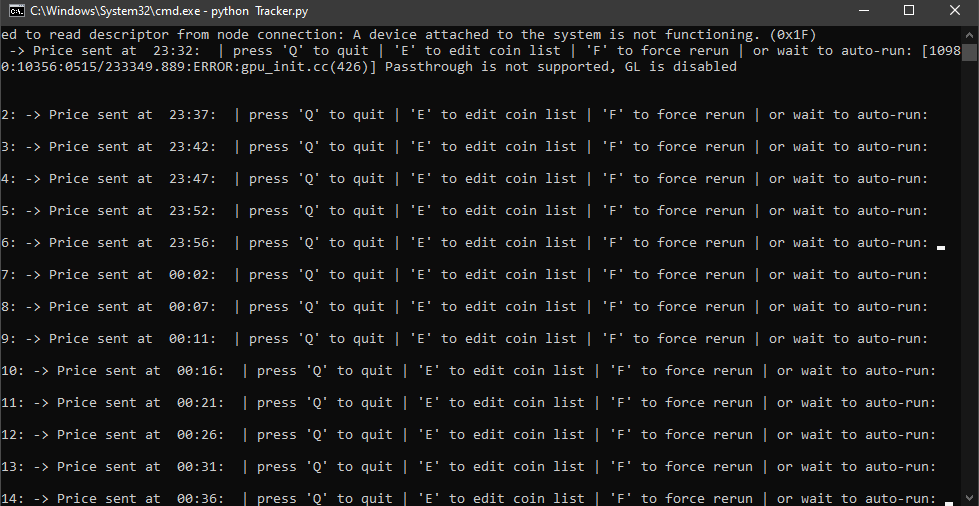 C:\Windows\System32\cmd.exe - python  Tracker.py
ed to read descriptor from node connection: A device attached to the system is not functioning. (0x1F)
 -> Price sent at  23:32:  | press 'Q' to quit | 'E' to edit coin list | 'F' to force rerun | or wait to auto-run: [1098
0:10356:0515/233349.889:ERROR:gpu_init.cc(426)] Passthrough is not supported, GL is disabled
2: -> Price sent at  23:37:  | press 'Q' to quit | 'E' to edit coin list | 'F' to force rerun | or wait to auto-run:
3: -> Price sent at  23:42:  | press 'Q' to quit | 'E' to edit coin list | 'F' to force rerun | or wait to auto-run:
4: -> Price sent at  23:47:  | press 'Q' to quit | 'E' to edit coin list | 'F' to force rerun | or wait to auto-run:
5: -> Price sent at  23:52:  | press 'Q' to quit | 'E' to edit coin list | 'F' to force rerun | or wait to auto-run:
6: -> Price sent at  23:56:  | press 'Q' to quit | 'E' to edit coin list | 'F' to force rerun | or wait to auto-run:
7: -> Price sent at  00:02:  | press 'Q' to quit | 'E' to edit coin list | 'F' to force rerun | or wait to auto-run:
8: -> Price sent at  00:07:  | press 'Q' to quit | 'E' to edit coin list | 'F' to force rerun | or wait to auto-run:
9: -> Price sent at  00:11:  | press 'Q' to quit | 'E' to edit coin list | 'F' to force rerun | or wait to auto-run:
10: -> Price sent at  00:16:  | press 'Q' to quit | 'E' to edit coin list | 'F' to force rerun | or wait to auto-run:
11: -> Price sent at  00:21:  | press 'Q' to quit | 'E' to edit coin list | 'F' to force rerun | or wait to auto-run:
12: -> Price sent at  00:26:  | press 'Q' to quit | 'E' to edit coin list | 'F' to force rerun | or wait to auto-run:
13: -> Price sent at  00:31:  | press 'Q' to quit | 'E' to edit coin list | 'F' to force rerun | or wait to auto-run:
14: -> Price sent at  00:36:  | press 'Q' to quit | 'E' to edit coin list | 'F' to force rerun | or wait to auto-run: